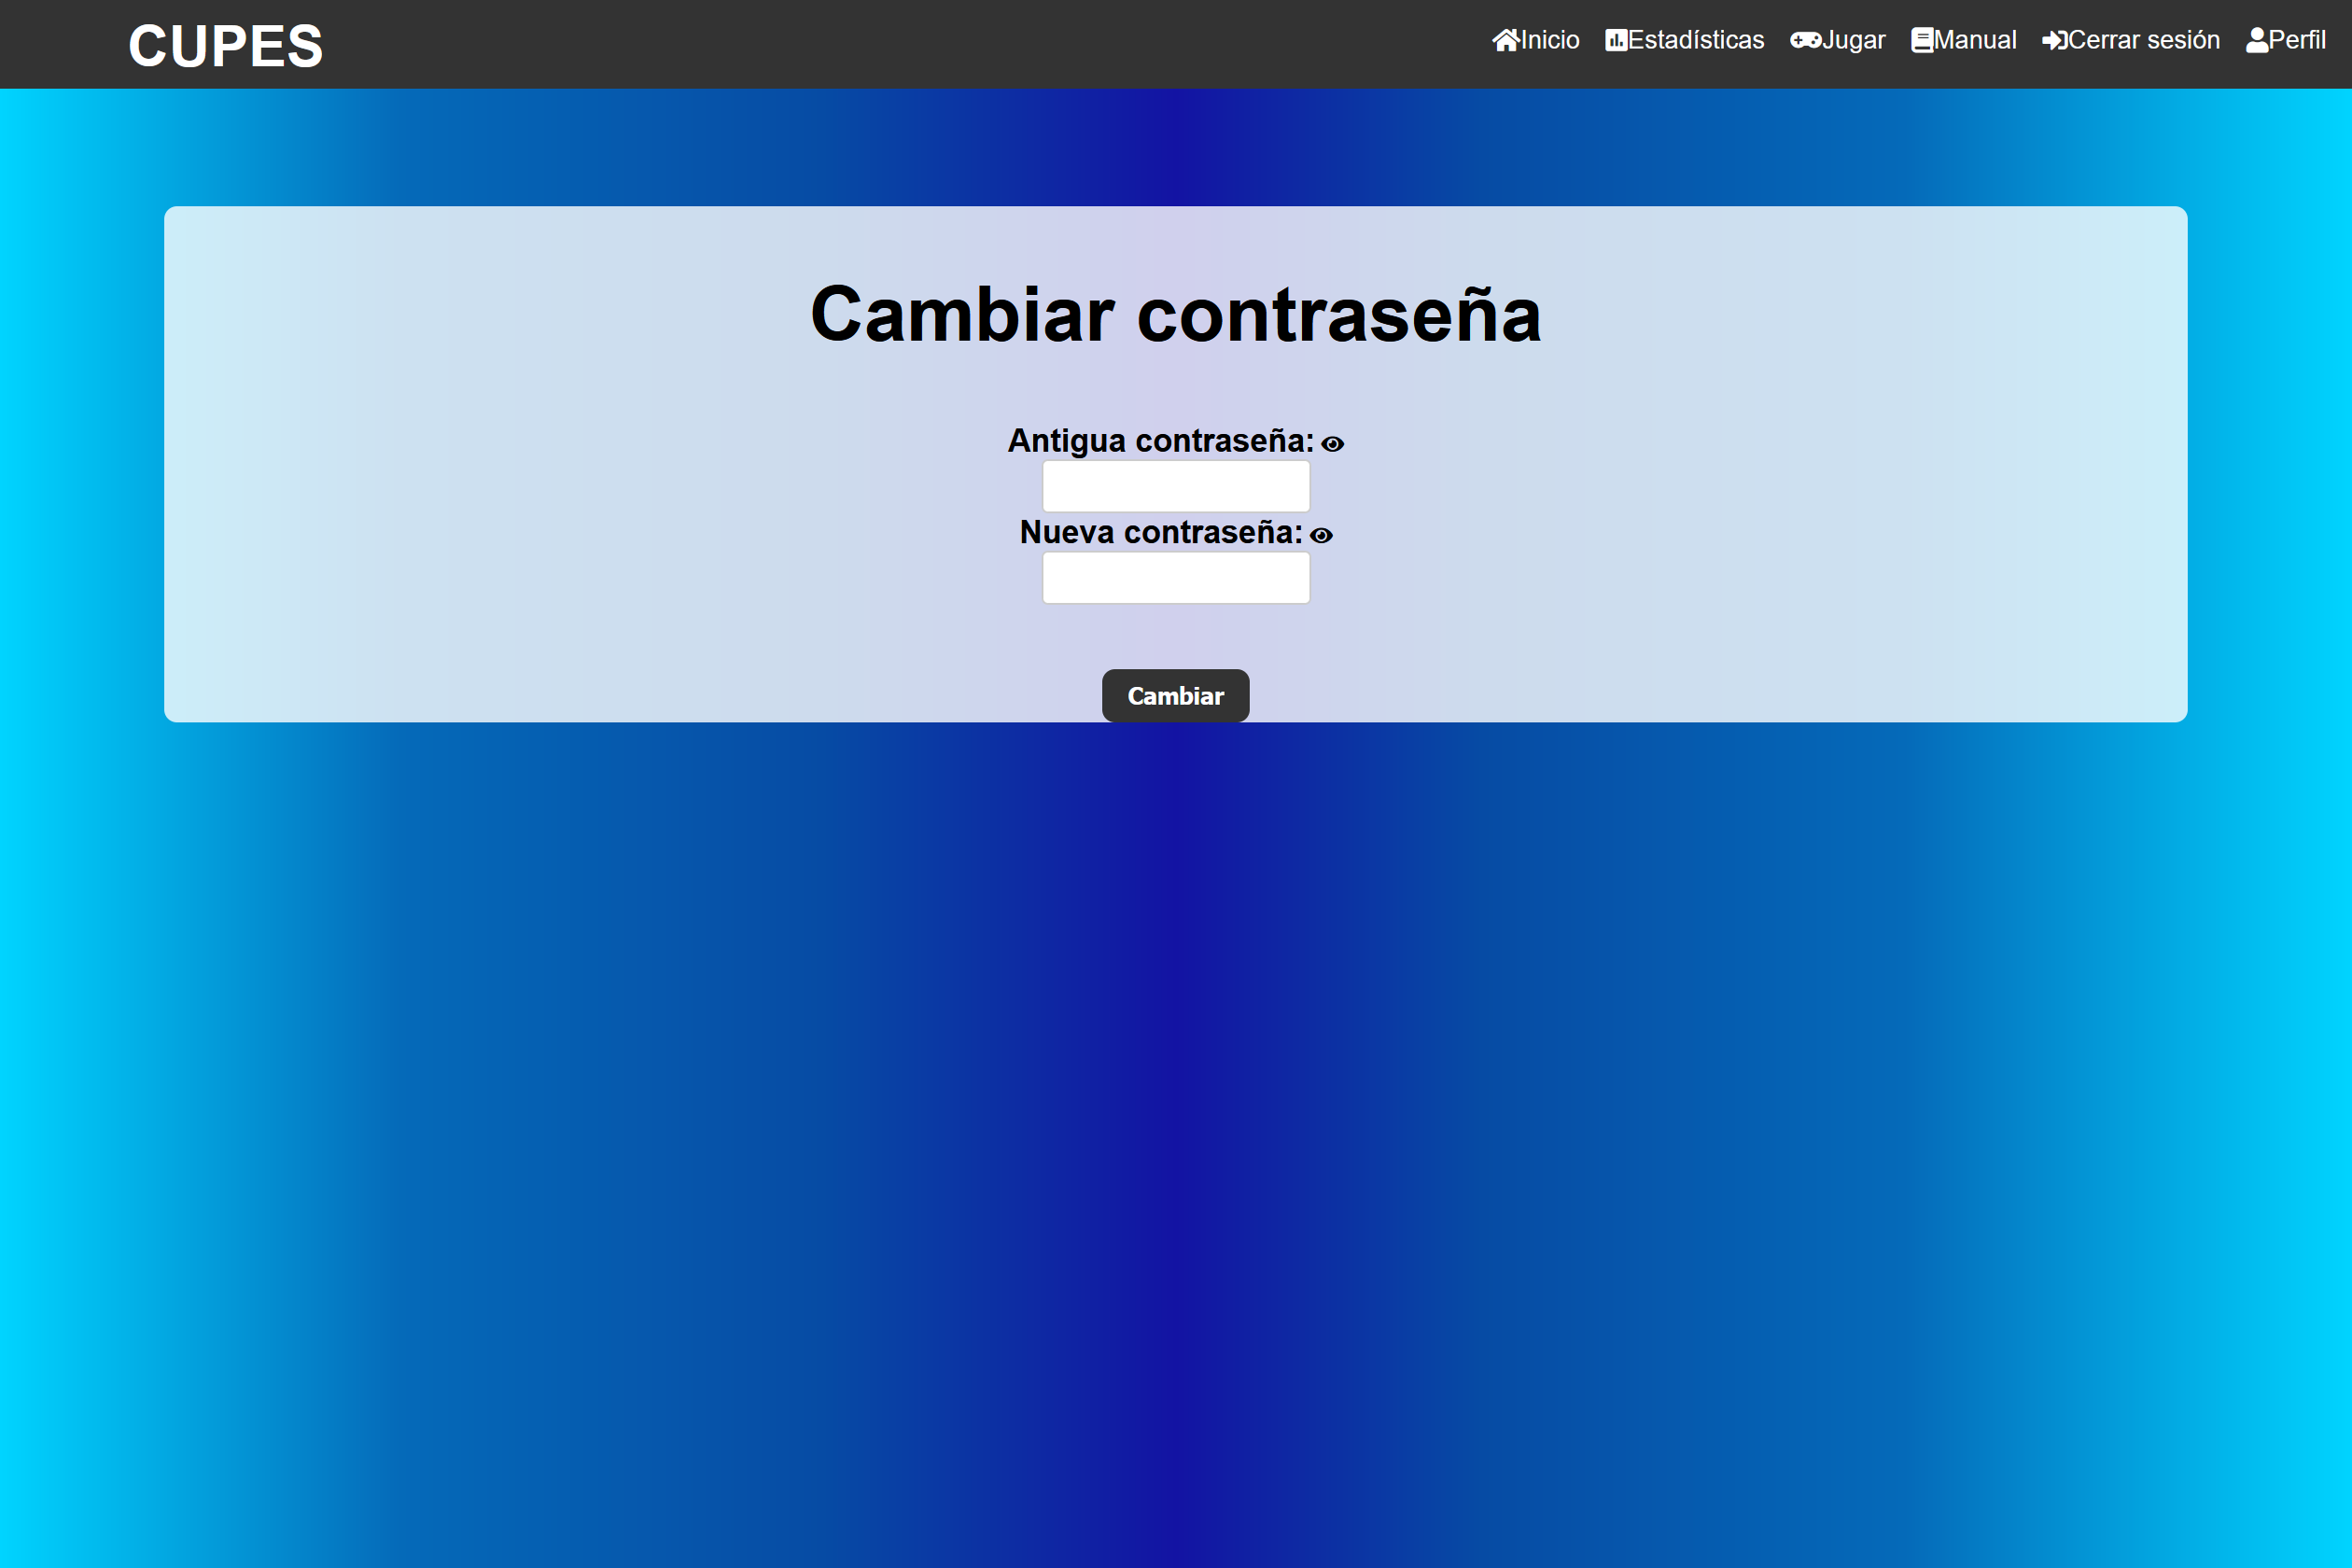 CUPES
Inicio Estadísticas Jugar Manual Cerrar sesión Perfil
Cambiar contraseña
Antigua contraseña:
Nueva contraseña:
Cambiar